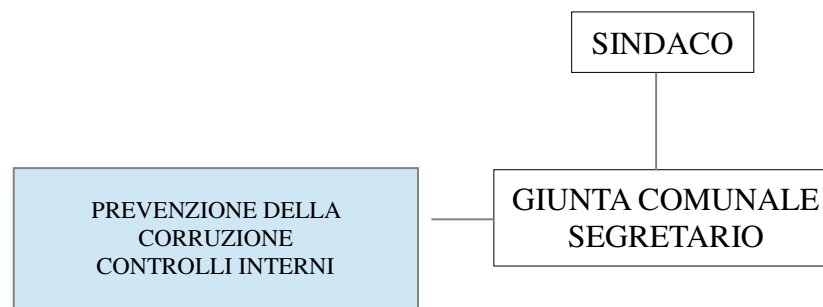 SINDACO
GIUNTA COMUNALE
SEGRETARIO
PREVENZIONE DELLA
CORRUZIONE
CONTROLLI INTERNI